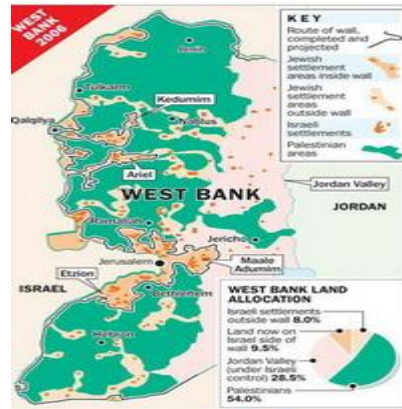 WEST
BANK
2006
KEY
Route of wall,
completed and
projected
Jewish
settlement
areas inside wall
Jewish
settlement
areas
outside wall
Israeli
settlements
Palestinian
areas
Jenin
Tulkarm
Kedumim
Qalqilya
Nablus
Ariel
WEST BANK
Jordan Valley
JORDAN
Ramallah
Jericho
Jerusalem
Maale
Adumim
Etzion
ISRAEL
Bethlehem
Hebron
WEST BANK LAND
ALLOCATION
Israeli settlements
outside wall 8.0%
Land now on
Israel side of
wall 9.5%
Jordan Valley
(under Israeli
control) 28.5%
Palestinians
54.0%